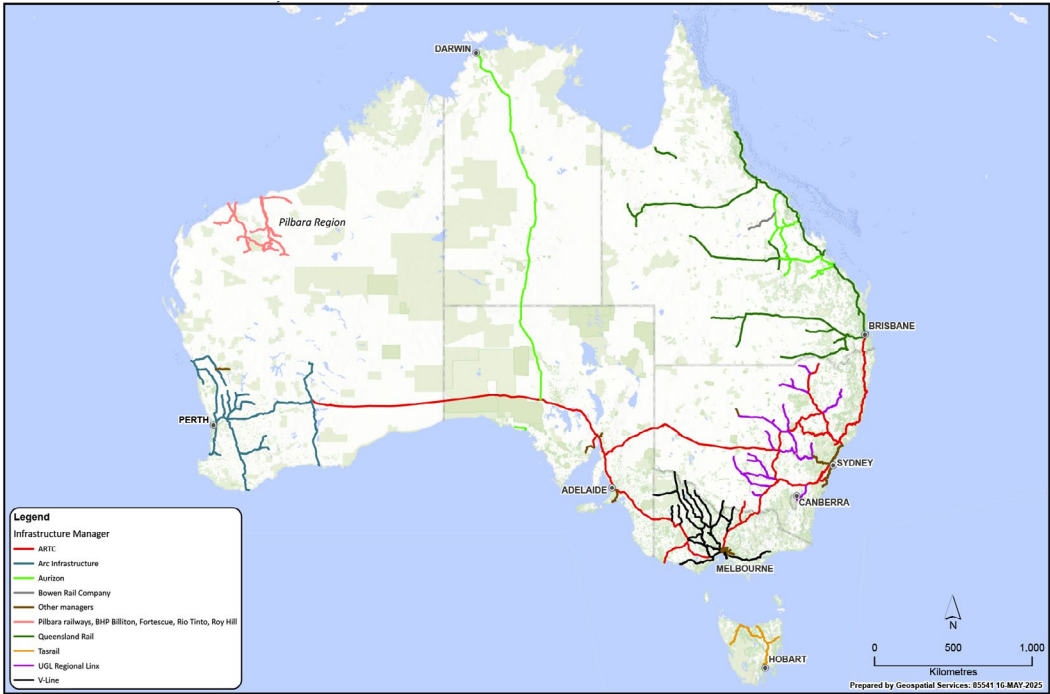 DARWIN
Pilbara Region
BRISBANE
PERTH
SYDNEY
ADELAIDE
CANBERRA
MELBOURNE
HOBART
Legend
Infrastructure Manager
ARTC
Arc Infrastructure
Aurizon
Bowen Rail Company
Other managers
Pilbara railways, BHP Billiton, Fortescue, Rio Tinto, Roy Hill
Queensland Rail
Tasrail
UGL Regional Linx
V-Line
N
0 500 1,000
Kilometres
Prepared by Geospatial Services: 85541 16-MAY-2025